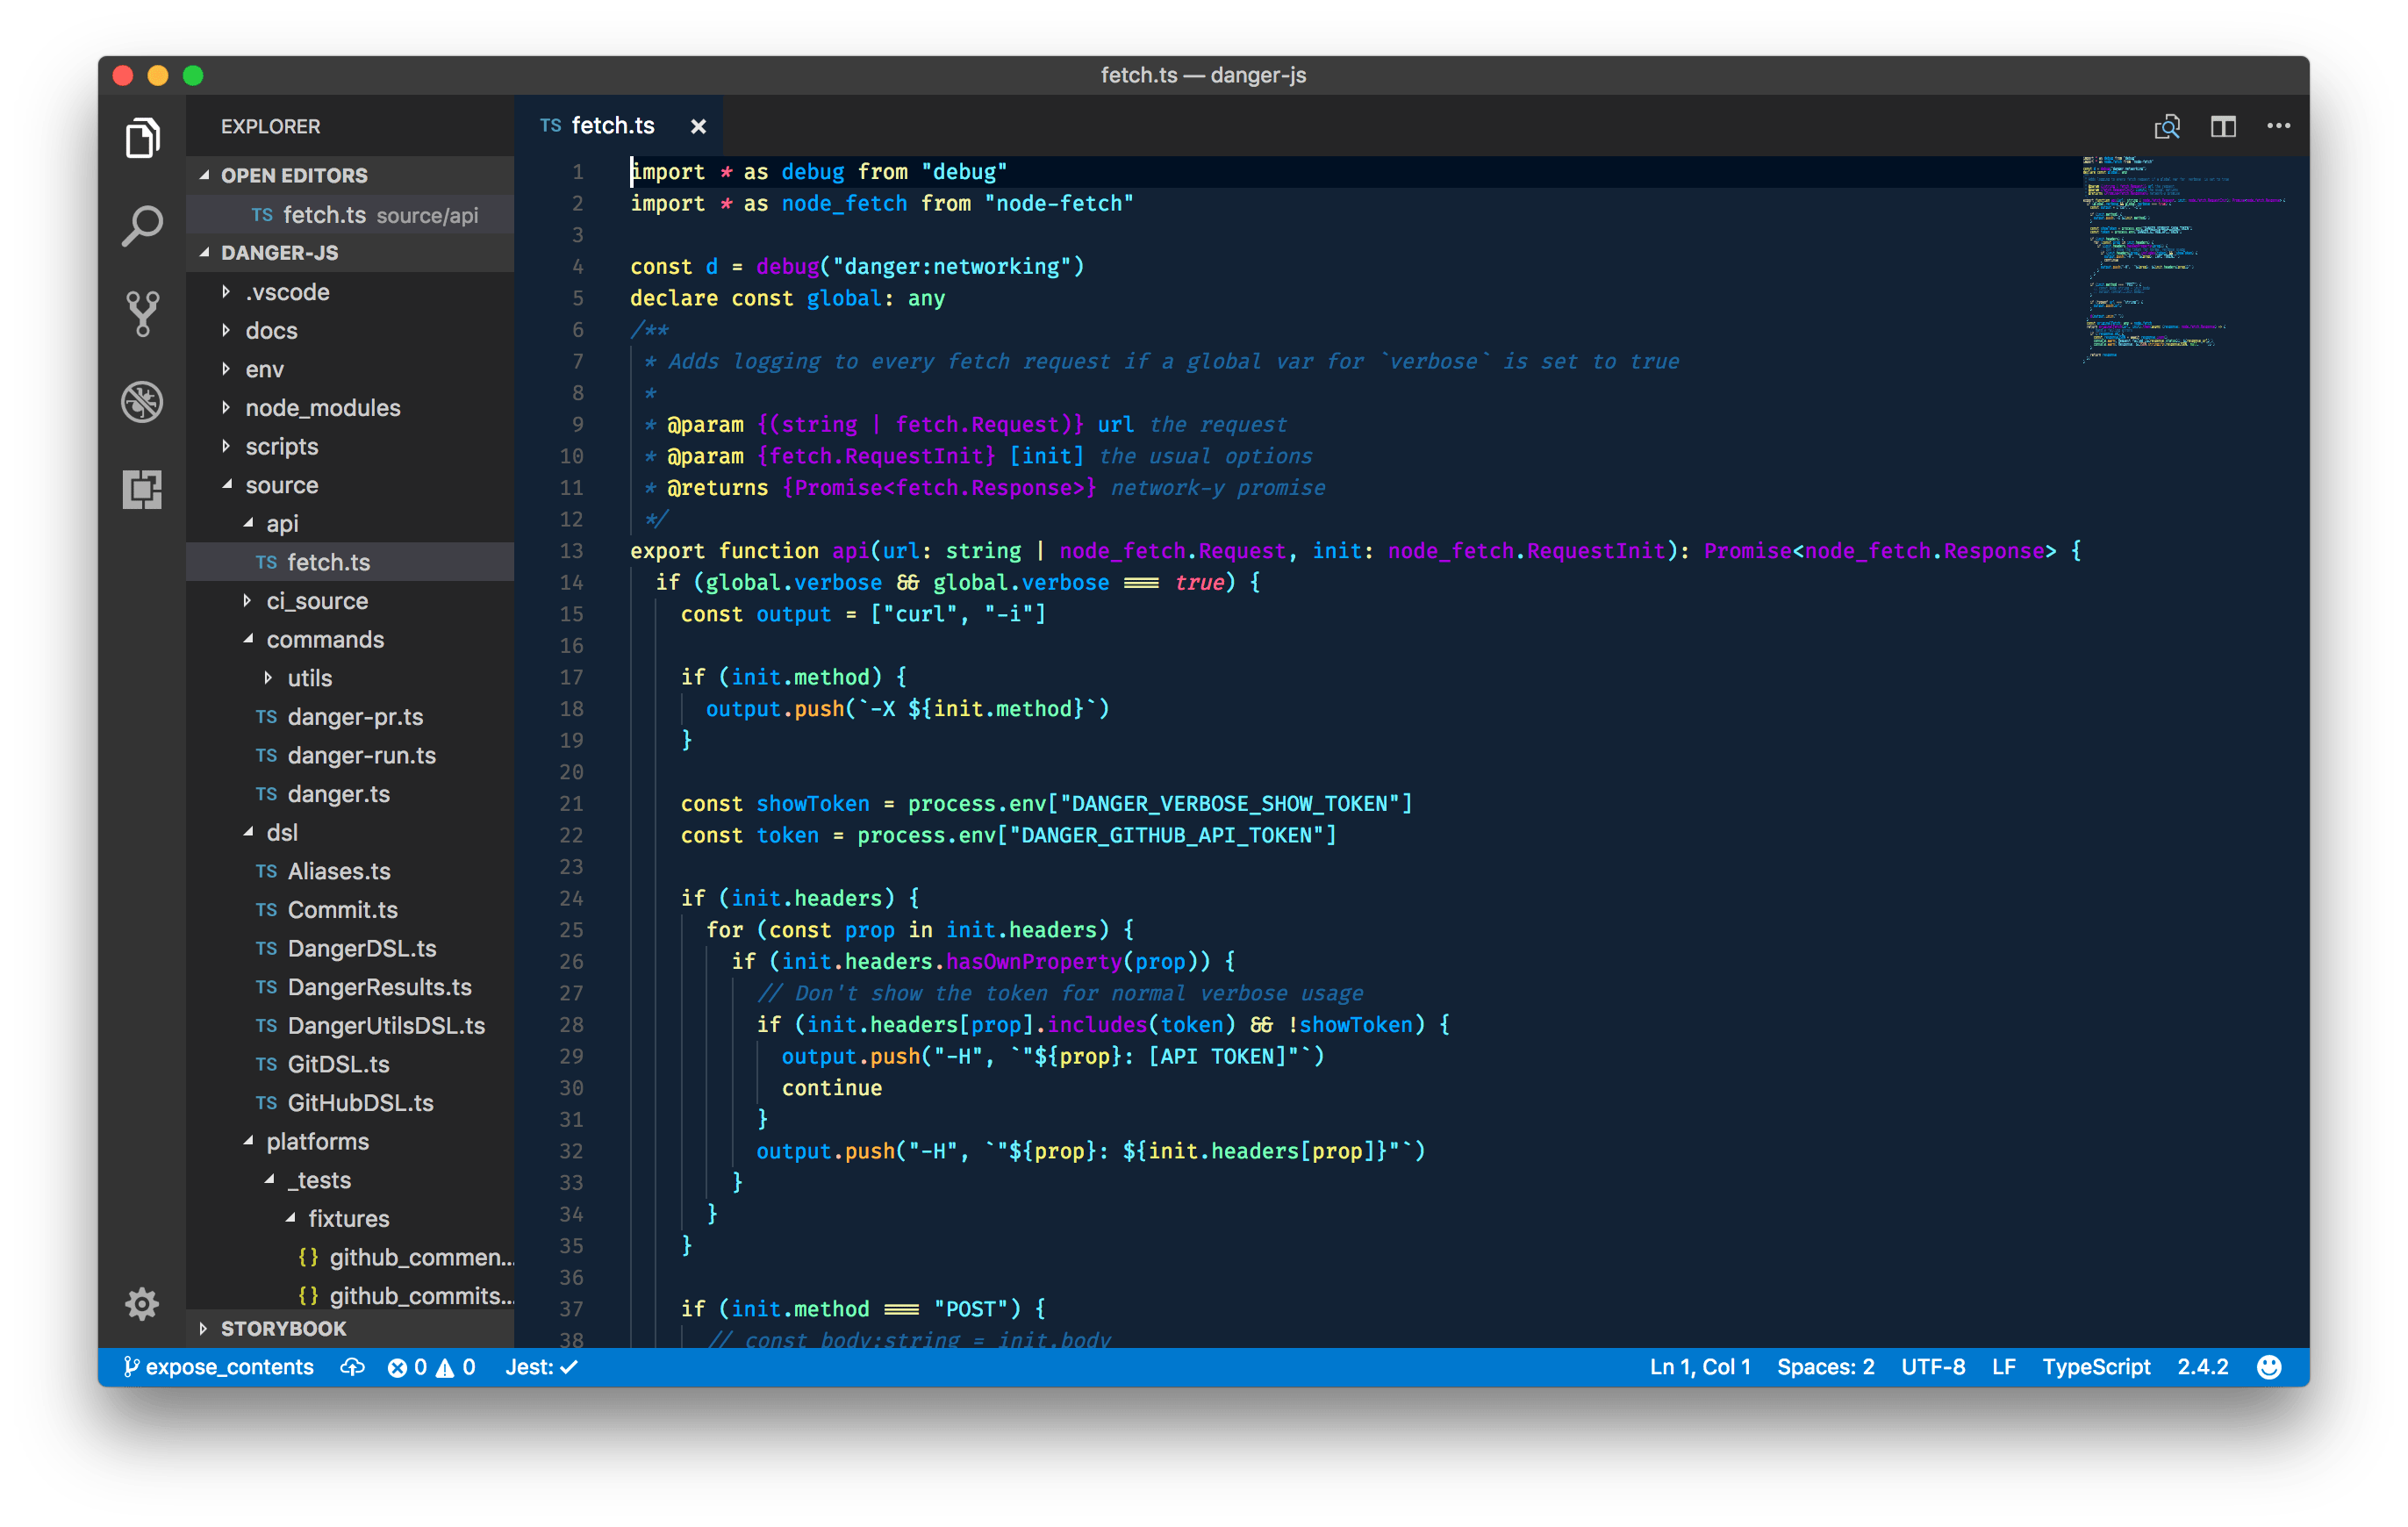 fetch.ts — danger-js
EXPLORER
OPEN EDITORS
TS fetch.ts source/api
DANGER-JS
.vscode
docs
env
node_modules
scripts
source
api
TS fetch.ts
ci_source
commands
utils
TS danger-pr.ts
TS danger-run.ts
TS danger.ts
dsl
TS Aliases.ts
TS Commit.ts
TS DangerDSL.ts
TS DangerResults.ts
TS DangerUtilsDSL.ts
TS GitDSL.ts
TS GitHubDSL.ts
platforms
_tests
fixtures
{} github_commen...
{} github_commits...
STORYBOOK
TS fetch.ts ×
1 import * as debug from "debug"
2 import * as node_fetch from "node-fetch"
3
4 const d = debug("danger:networking")
5 declare const global: any
6 /**
7 * Adds logging to every fetch request if a global var for `verbose` is set to true
8 *
9 * @param {(string | fetch.Request)} url the request
10 * @param {fetch.RequestInit} [init] the usual options
11 * @returns {Promise<fetch.Response>} network-y promise
12 */
13 export function api(url: string | node_fetch.Request, init: node_fetch.RequestInit): Promise<node_fetch.Response> {
14 if (global.verbose && global.verbose === true) {
15 const output = ["curl", "-i"]
16
17 if (init.method) {
18 output.push(`-X ${init.method}`)
19 }
20
21 const showToken = process.env["DANGER_VERBOSE_SHOW_TOKEN"]
22 const token = process.env["DANGER_GITHUB_API_TOKEN"]
23
24 if (init.headers) {
25 for (const prop in init.headers) {
26 if (init.headers.hasOwnProperty(prop)) {
27 // Don't show the token for normal verbose usage
28 if (init.headers[prop].includes(token) && !showToken) {
29 output.push("-H", `"${prop}: [API TOKEN]"`)
30 continue
31 }
32 output.push("-H", `"${prop}: ${init.headers[prop]}"`)
33 }
34 }
35 }
36
37 if (init.method === "POST") {
38 // const body:string = init.body
expose_contents 0 0 Jest: ✓
Ln 1, Col 1 Spaces: 2 UTF-8 LF TypeScript 2.4.2